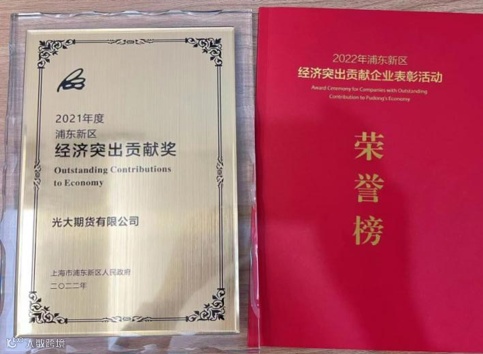 2021年度
浦东新区
经济突出贡献奖
Outstanding Contributions
to Economy
光大期货有限公司
上海市浦东新区人民政府
二〇二二年
2022年浦东新区
经济突出贡献企业表彰活动
Award Ceremony for Companies with Outstanding
Contribution to Pudong's Economy
荣
誉
榜